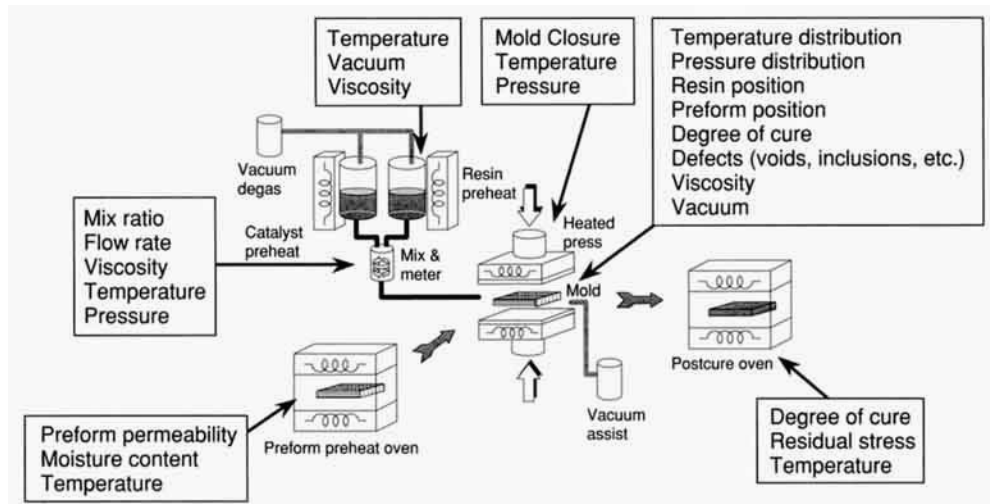 Temperature
Vacuum
Viscosity
Mold Closure
Temperature
Pressure
Temperature distribution
Pressure distribution
Resin position
Preform position
Degree of cure
Defects (voids, inclusions, etc.)
Viscosity
Vacuum
Vacuum
degas
Resin
preheat
Mix ratio
Flow rate
Viscosity
Temperature
Pressure
Catalyst
preheat
Mix &
meter
Heated
press
Mold
Postcure oven
Preform preheat oven
Vacuum
assist
Preform permeability
Moisture content
Temperature
Degree of cure
Residual stress
Temperature